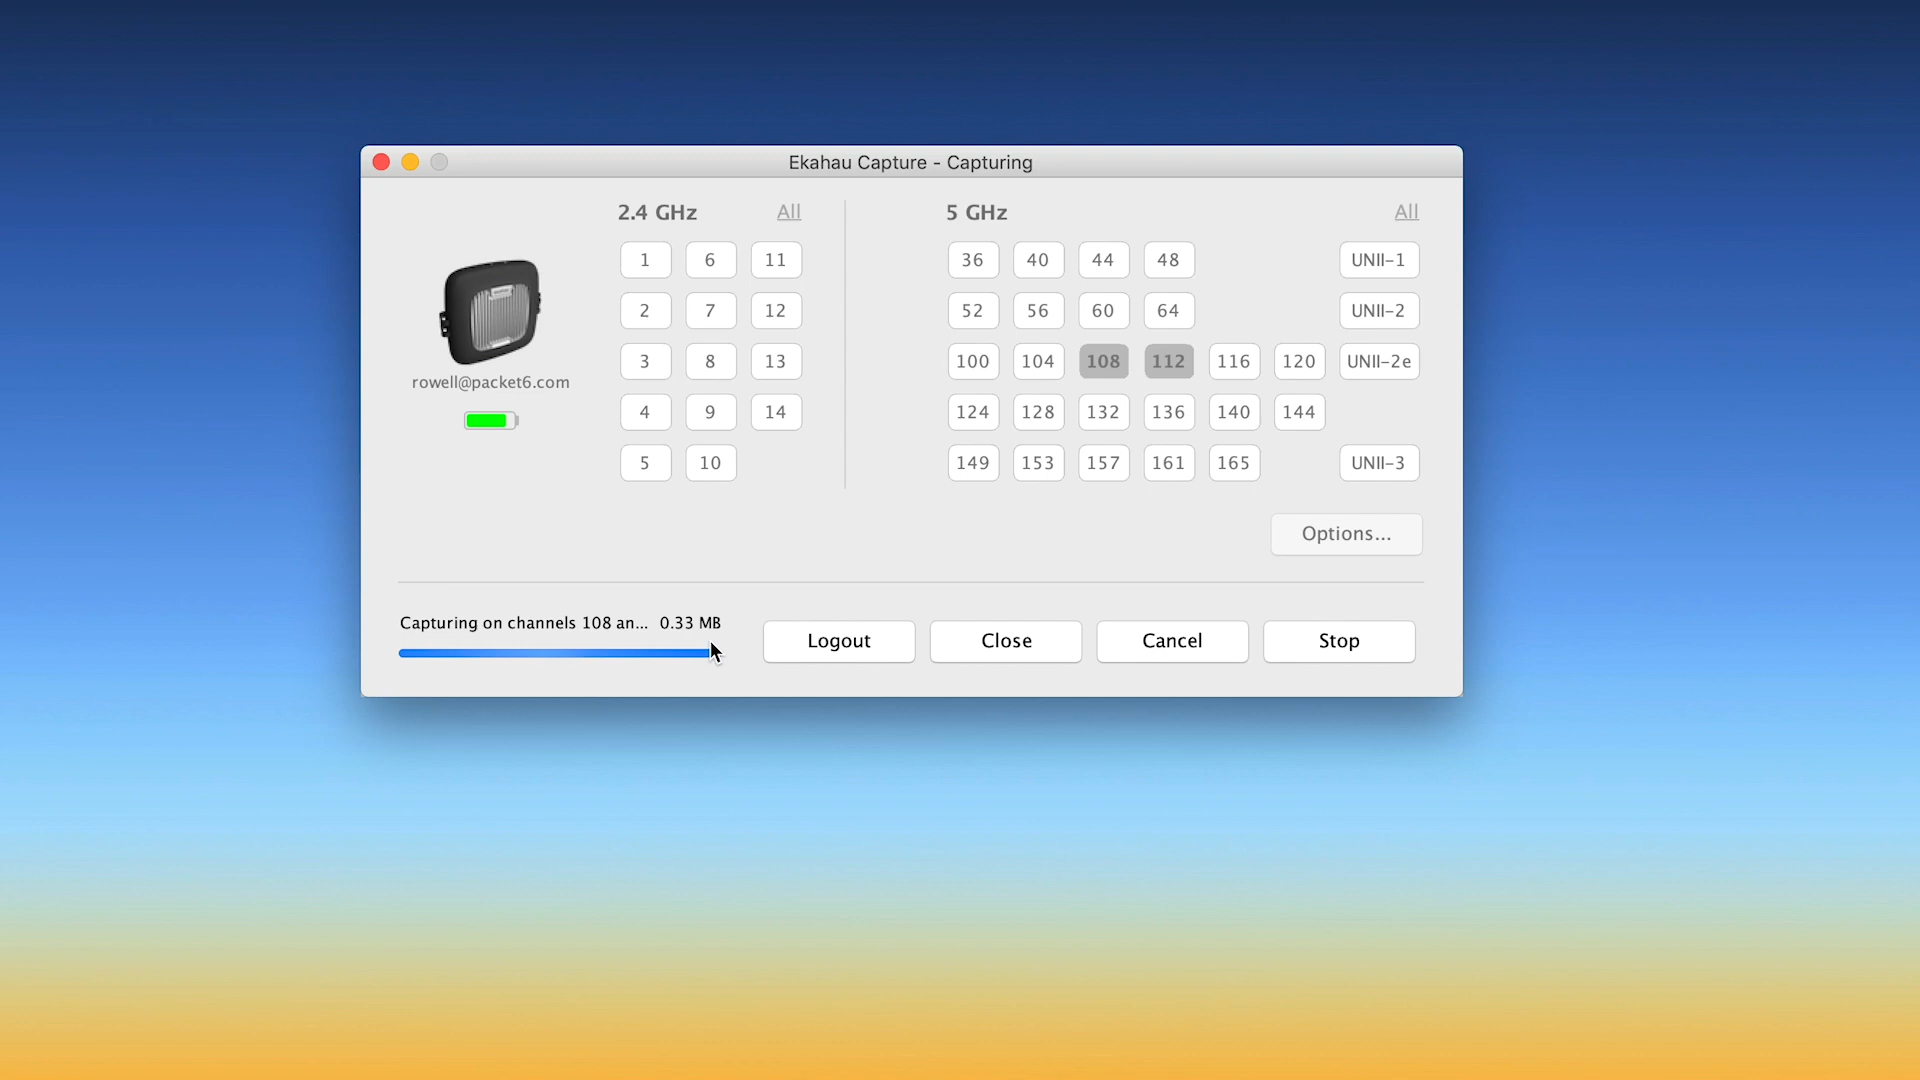 Ekahau Capture - Capturing
2.4 GHz All
5 GHz All
1 6 11
36 40 44 48 UNII-1
2 7 12
52 56 60 64 UNII-2
3 8 13
100 104 108 112 116 120 UNII-2e
rowell@packet6.com
4 9 14
124 128 132 136 140 144
5 10
149 153 157 161 165 UNII-3
Options...
Capturing on channels 108 an... 0.33 MB
Logout Close Cancel Stop